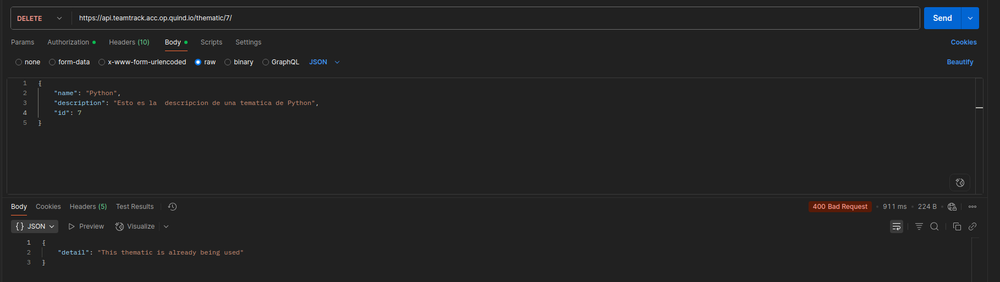 DELETE https://api.teamtrack.acc.op.quind.io/thematic/7/ Send
Params Authorization Headers (10) Body Scripts Settings Cookies
none form-data x-www-form-urlencoded raw binary GraphQL JSON Beautify
1 {
2 "name": "Python",
3 "description": "Esto es la  descripcion de una tematica de Python",
4 "id": 7
5 }
Body Cookies Headers (5) Test Results 400 Bad Request • 911 ms • 224 B •
{} JSON Preview Visualize
1 {
2 "detail": "This thematic is already being used"
3 }